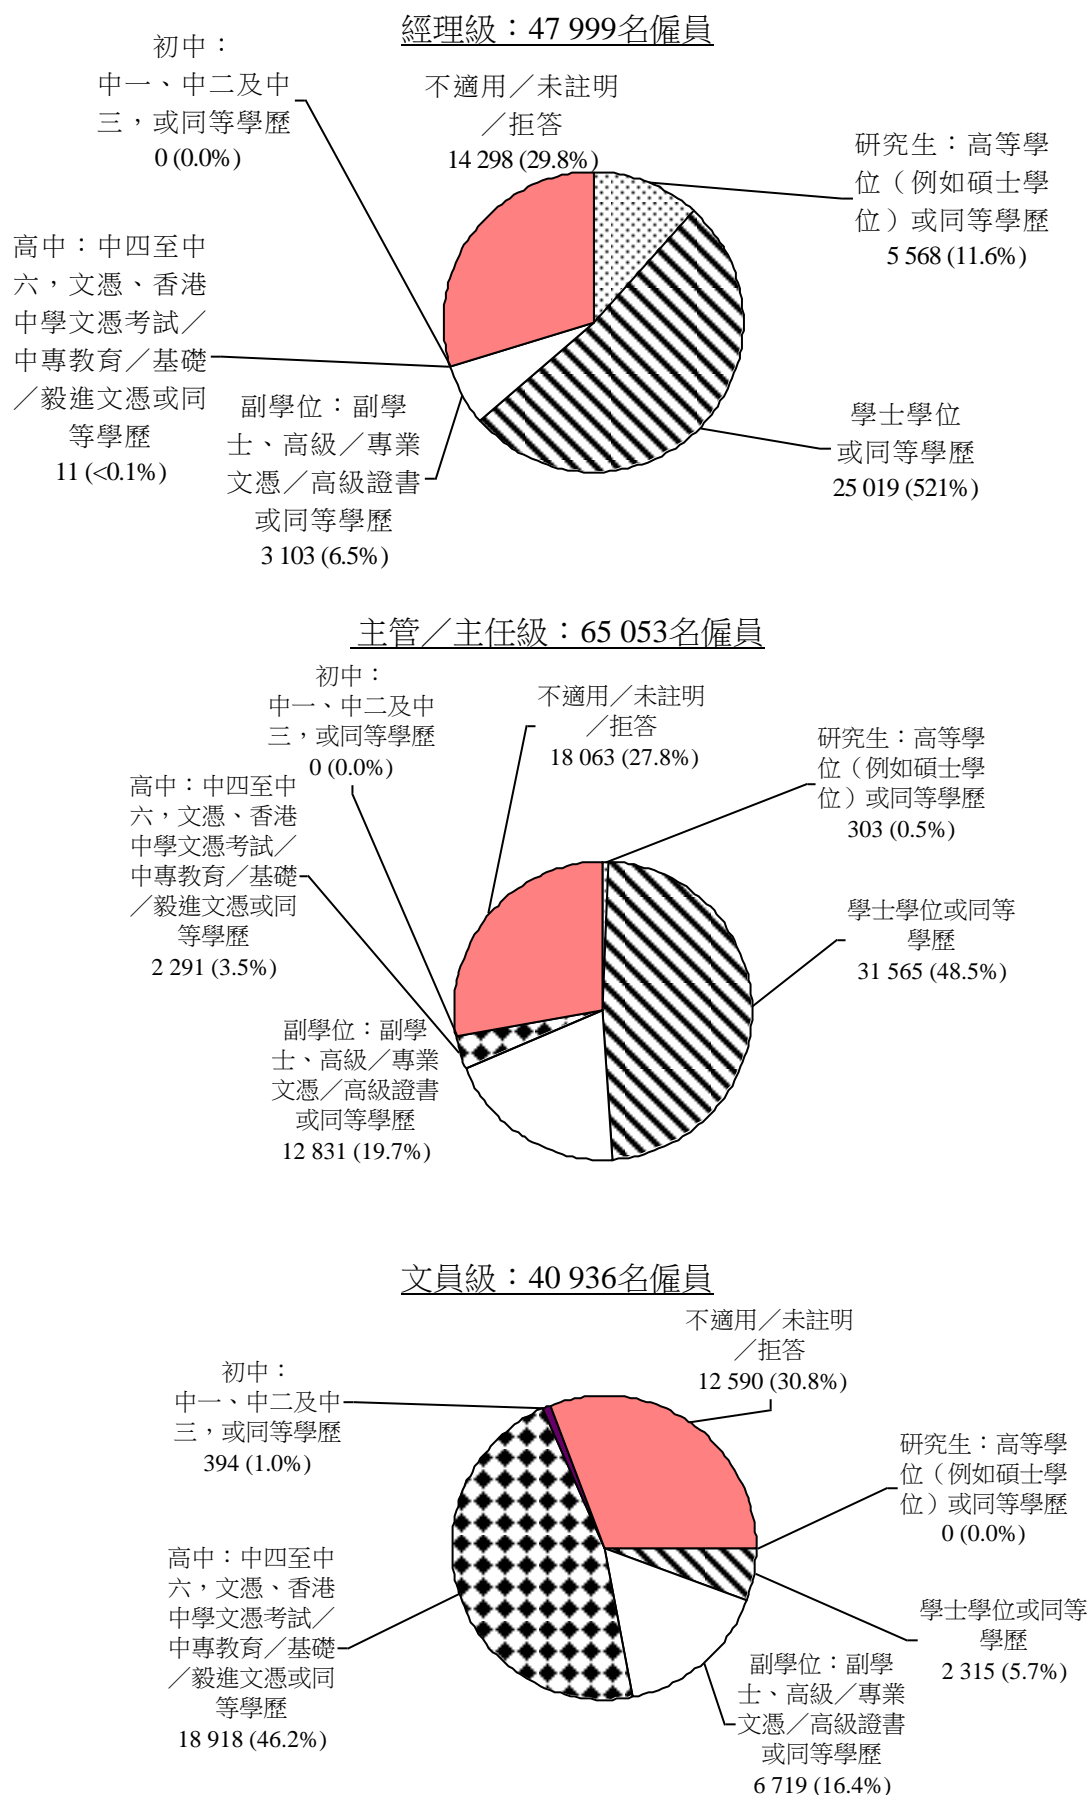 經理級：47 999名僱員
初中：
中一、中二及中
三，或同等學歷
0 (0.0%)
不適用／未註明
／拒答
14 298 (29.8%)
研究生：高等學
位（例如碩士學
位）或同等學歷
5 568 (11.6%)
高中：中四至中
六，文憑、香港
中學文憑考試／
中專教育／基礎
／毅進文憑或同
等學歷
11 (<0.1%)
副學位：副學
士、高級／專業
文憑／高級證書
或同等學歷
3 103 (6.5%)
學士學位
或同等學歷
25 019 (521%)
主管／主任級：65 053名僱員
初中：
中一、中二及中
三，或同等學歷
0 (0.0%)
不適用／未註明
／拒答
18 063 (27.8%)
研究生：高等學
位（例如碩士學
位）或同等學歷
303 (0.5%)
高中：中四至中
六，文憑、香港
中學文憑考試／
中專教育／基礎
／毅進文憑或同
等學歷
2 291 (3.5%)
學士學位或同等
學歷
31 565 (48.5%)
副學位：副學
士、高級／專業
文憑／高級證書
或同等學歷
12 831 (19.7%)
文員級：40 936名僱員
不適用／未註明
／拒答
12 590 (30.8%)
初中：
中一、中二及中
三，或同等學歷
394 (1.0%)
研究生：高等學
位（例如碩士學
位）或同等學歷
0 (0.0%)
高中：中四至中
六，文憑、香港
中學文憑考試／
中專教育／基礎
／毅進文憑或同
等學歷
18 918 (46.2%)
學士學位或同等
學歷
2 315 (5.7%)
副學位：副學
士、高級／專業
文憑／高級證書
或同等學歷
6 719 (16.4%)